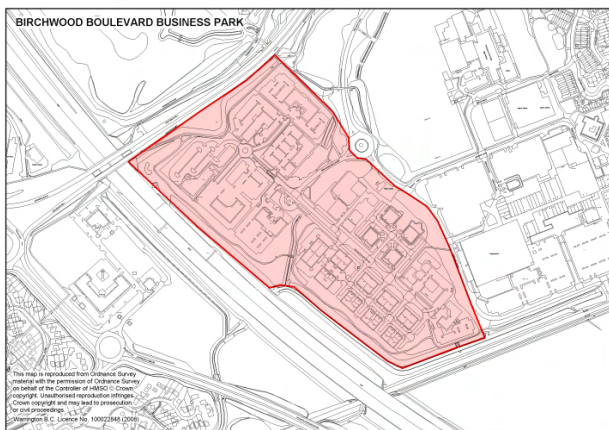 BIRCHWOOD BOULEVARD BUSINESS PARK
This map is reproduced from Ordnance Survey
material with the permission of Ordnance Survey
on behalf of the Controller of HMSO © Crown
copyright. Unauthorised reproduction infringes
Crown copyright and may lead to prosecution
or civil proceedings.
Warrington B.C. Licence No. 100022848 (2008)